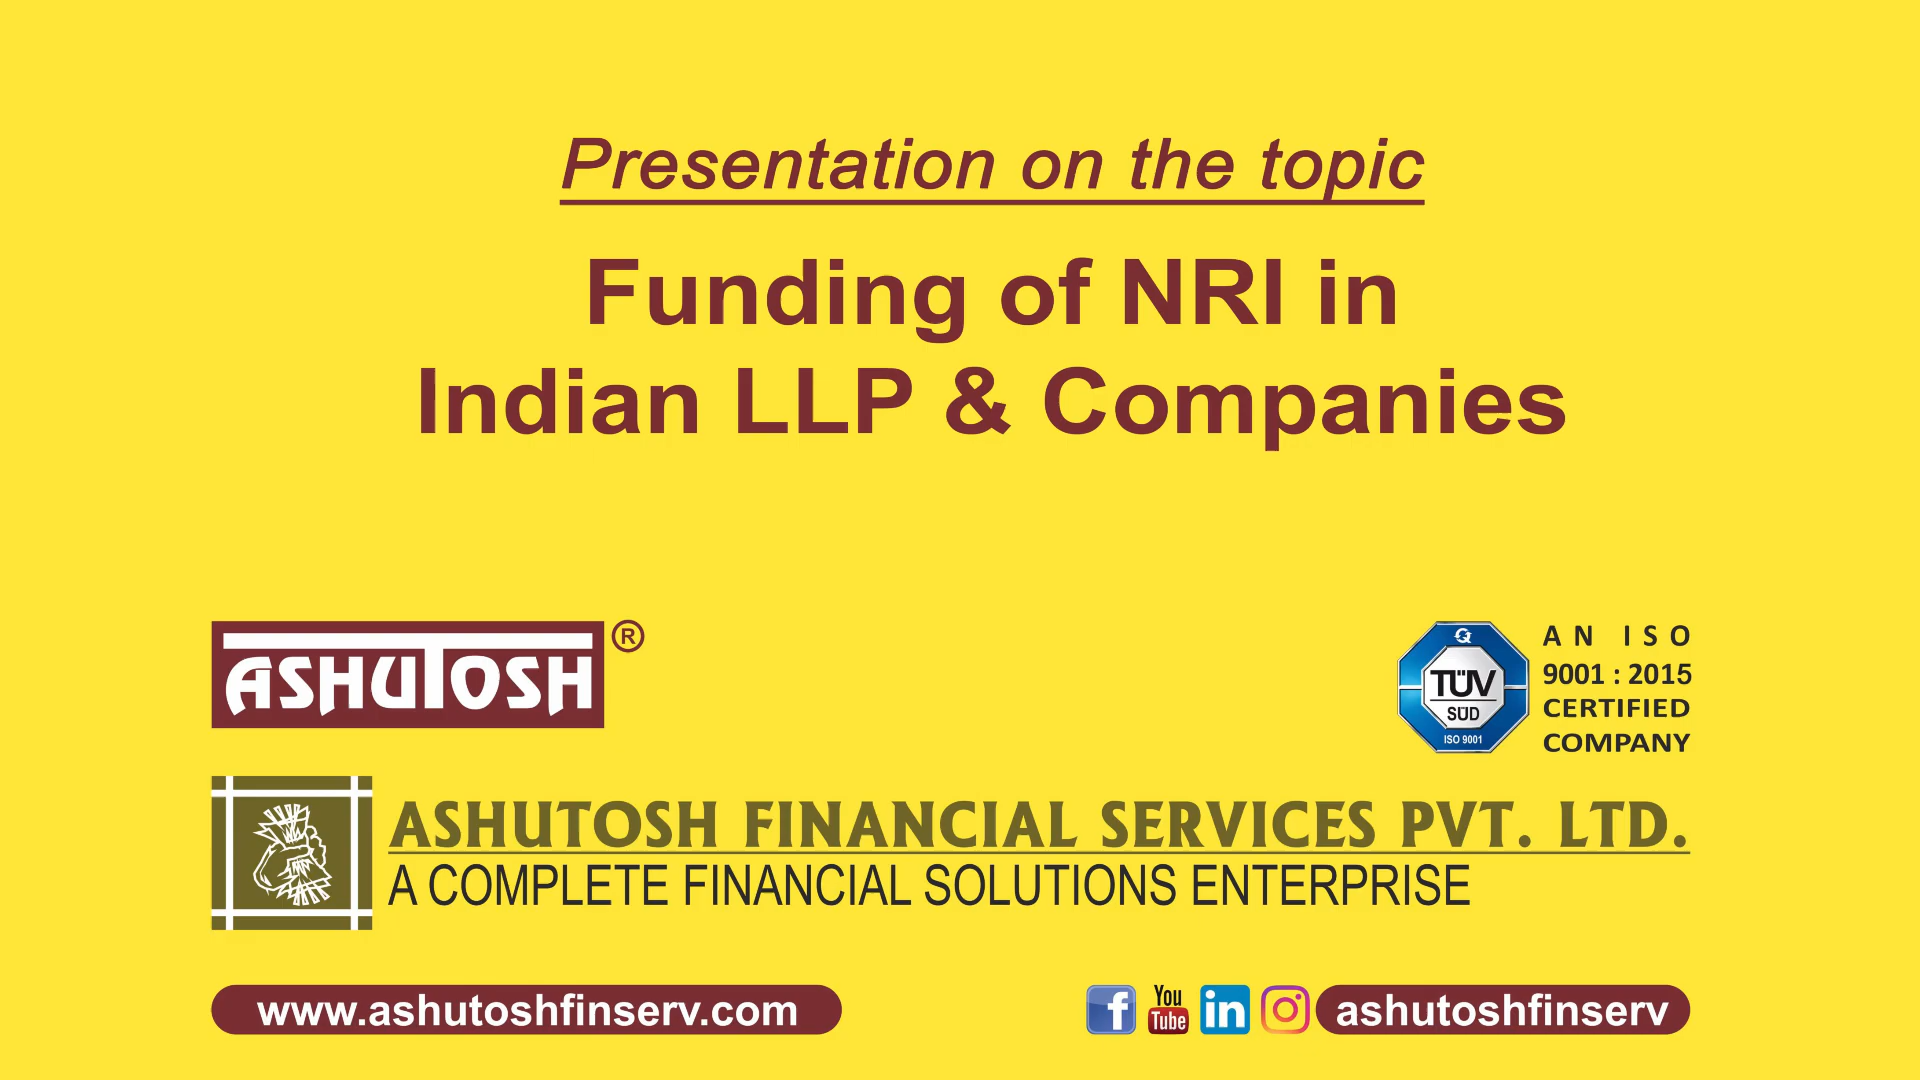 Presentation on the topic
Funding of NRI in
Indian LLP & Companies
ASHUTOSH ®
TÜV
SÜD
ISO 9001
AN ISO
9001 : 2015
CERTIFIED
COMPANY
ASHUTOSH FINANCIAL SERVICES PVT. LTD.
A COMPLETE FINANCIAL SOLUTIONS ENTERPRISE
www.ashutoshfinserv.com
f You Tube in ashutoshfinserv